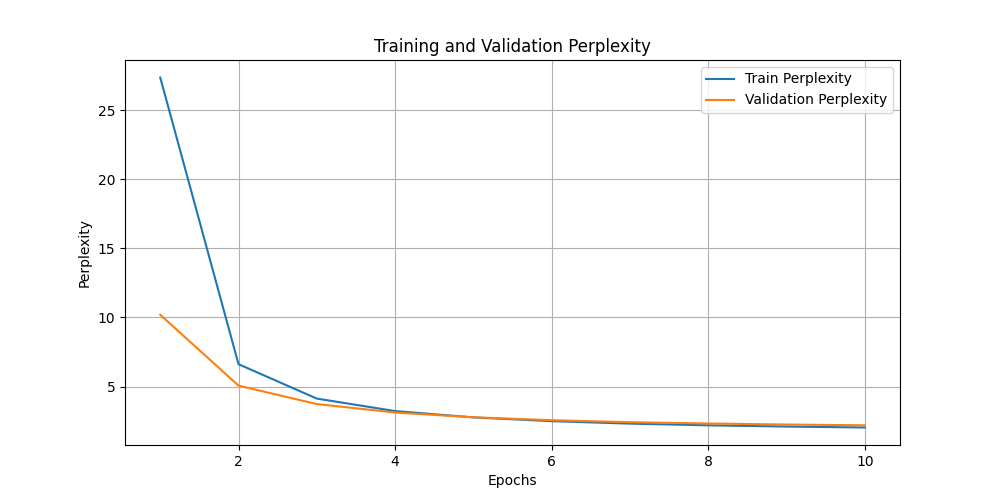 Training and Validation Perplexity
Train Perplexity
Validation Perplexity
25
20
15
10
5
Perplexity
2
4
6
8
10
Epochs